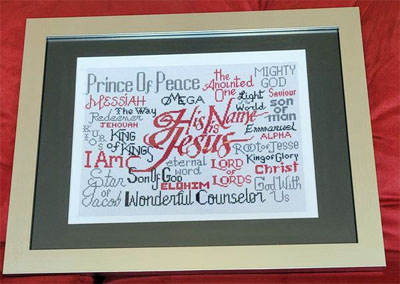 Prince Of Peace
the Anointed One
MIGHTY GOD
MESSIAH
OMEGA
Light of world
Saviour
The Way
son of man
Redeemer
JEHOVAH
His Name is Jesus
Emmanuel
ALPHA
KING of KINGS
Root of Jesse
I Am
eternal word
LORD of LORDS
King of Glory
Christ
Star of Jacob
Son Of God
ELOHIM
God With Us
Wonderful Counselor